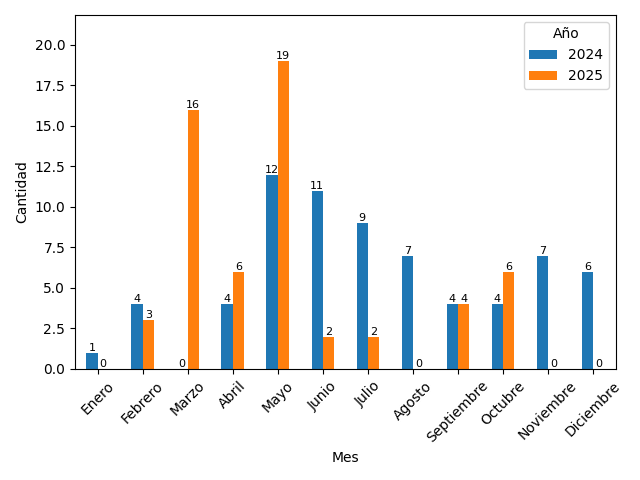 Año
2024
2025
20.0
17.5
15.0
12.5
10.0
7.5
5.0
2.5
0.0
Cantidad
1
0
4
3
0
16
4
6
12
19
11
2
9
2
7
0
4
4
4
6
7
0
6
0
Enero
Febrero
Marzo
Abril
Mayo
Junio
Julio
Agosto
Septiembre
Octubre
Noviembre
Diciembre
Mes